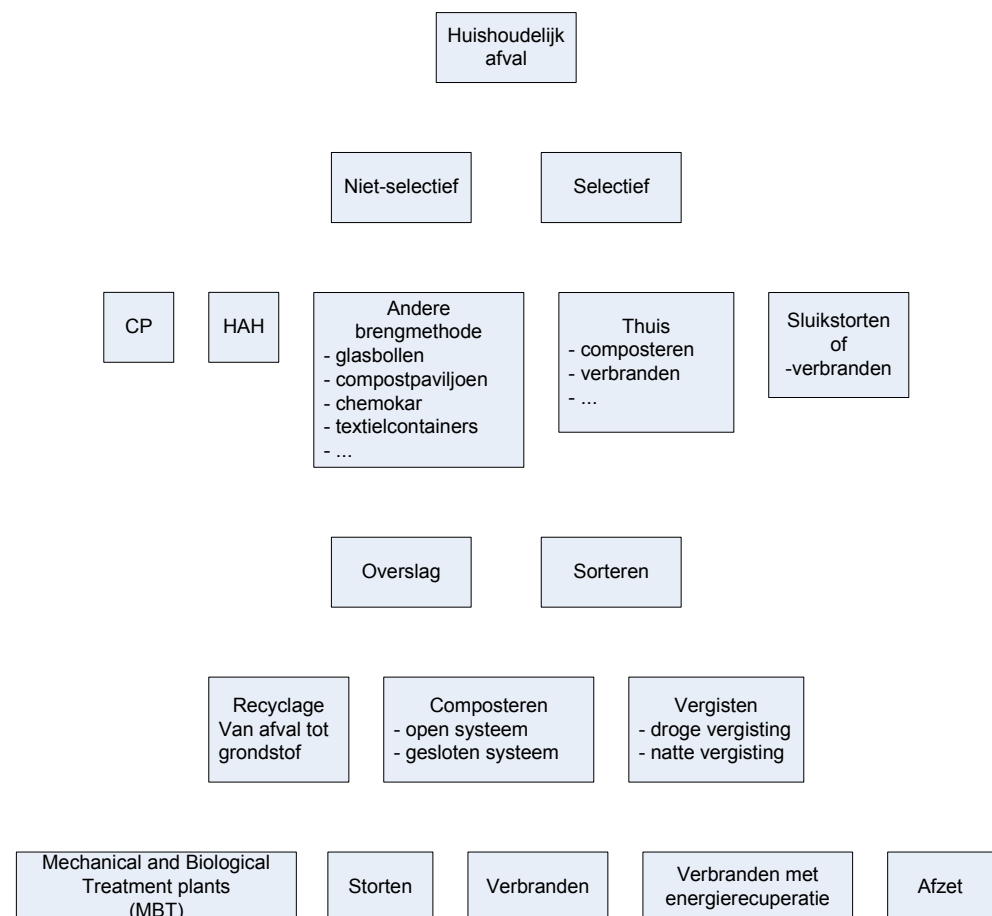 Huishoudelijk
afval
Niet-selectief
Selectief
CP
HAH
Andere
brengmethode
- glasbollen
- compostpaviljoen
- chemokar
- textielcontainers
- ...
Thuis
- composteren
- verbranden
- ...
Sluikstorten
of
-verbranden
Overslag
Sorteren
Recyclage
Van afval tot
grondstof
Composteren
- open systeem
- gesloten systeem
Vergisten
- droge vergisting
- natte vergisting
Mechanical and Biological
Treatment plants
(MBT)
Storten
Verbranden
Verbranden met
energierecuperatie
Afzet